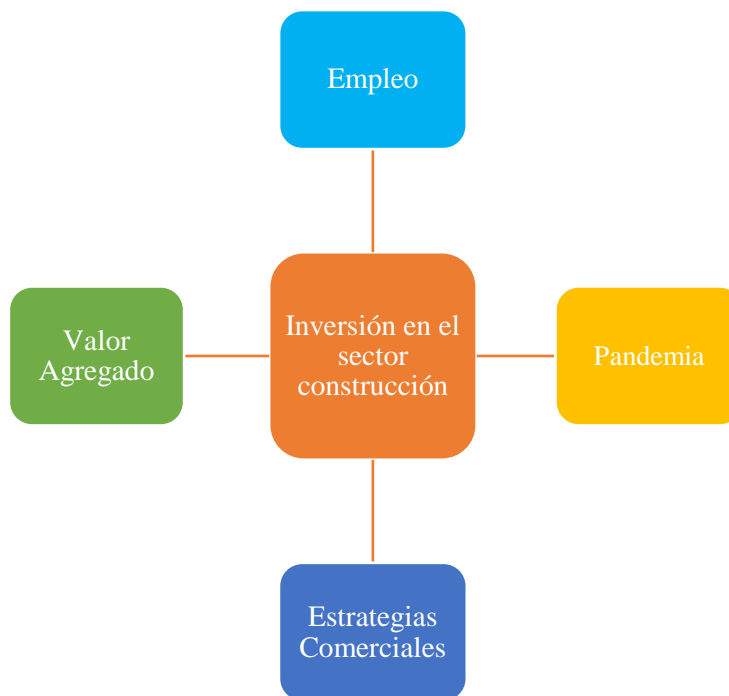 Empleo
Valor
Agregado
Inversión en el
sector
construcción
Pandemia
Estrategias
Comerciales